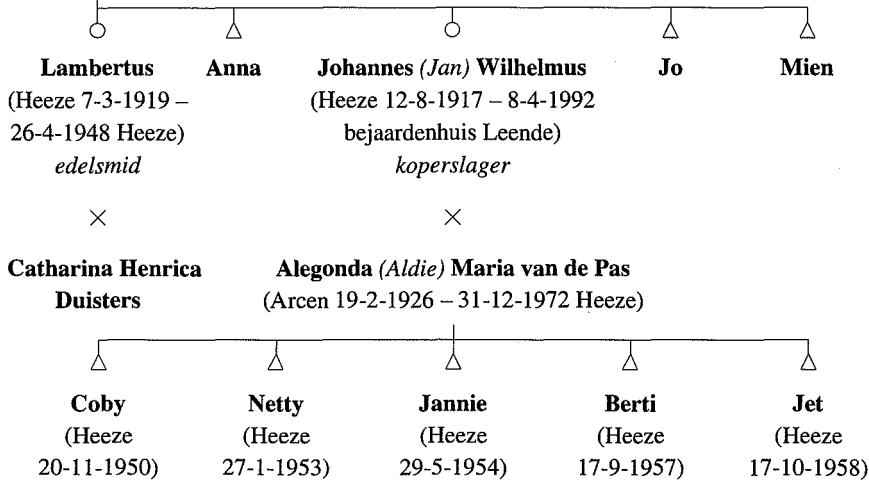 Lambertus
(Heeze 7-3-1919 –
26-4-1948 Heeze)
edelsmid
×
Catharina Henrica
Duisters
Anna
Johannes (Jan) Wilhelmus
(Heeze 12-8-1917 – 8-4-1992
bejaardenhuis Leende)
koperslager
×
Alegonda (Aldie) Maria van de Pas
(Arcen 19-2-1926 – 31-12-1972 Heeze)
Jo
Mien
Coby
(Heeze
20-11-1950)
Netty
(Heeze
27-1-1953)
Jannie
(Heeze
29-5-1954)
Berti
(Heeze
17-9-1957)
Jet
(Heeze
17-10-1958)